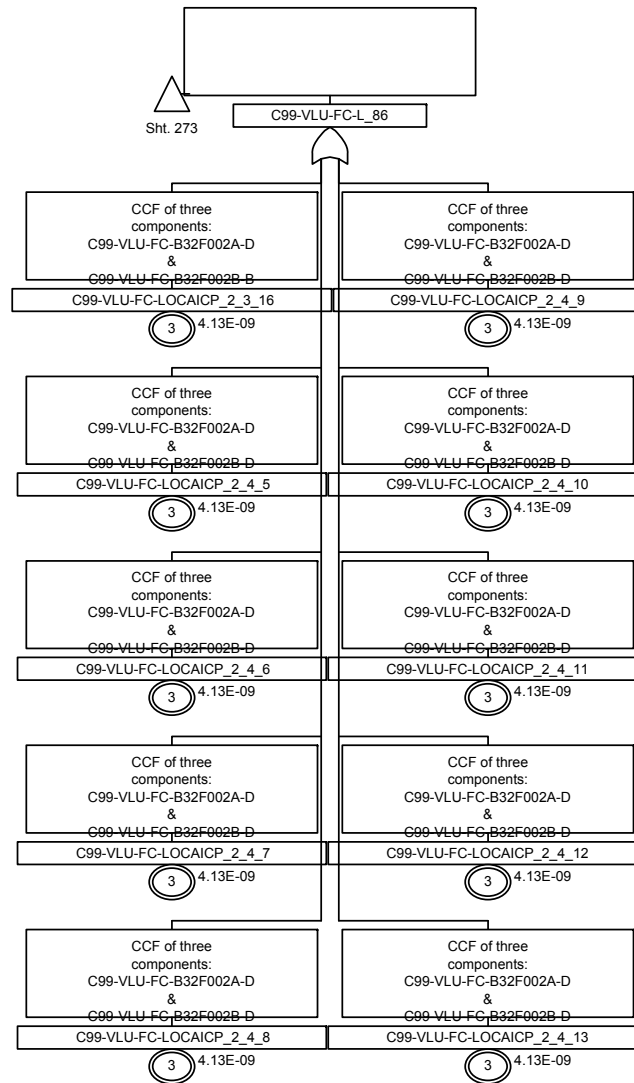 Sht. 273
C99-VLU-FC-L_86
CCF of three
components:
C99-VLU-FC-B32F002A-D
&
C99-VLU-FC-B32F002B-B
C99-VLU-FC-LOCAICP_2_3_16
3
4.13E-09
CCF of three
components:
C99-VLU-FC-B32F002A-D
&
C99-VLU-FC-B32F002B-D
C99-VLU-FC-LOCAICP_2_4_9
3
4.13E-09
CCF of three
components:
C99-VLU-FC-B32F002A-D
&
C99-VLU-FC-B32F002B-D
C99-VLU-FC-LOCAICP_2_4_5
3
4.13E-09
CCF of three
components:
C99-VLU-FC-B32F002A-D
&
C99-VLU-FC-B32F002B-D
C99-VLU-FC-LOCAICP_2_4_10
3
4.13E-09
CCF of three
components:
C99-VLU-FC-B32F002A-D
&
C99-VLU-FC-B32F002B-D
C99-VLU-FC-LOCAICP_2_4_6
3
4.13E-09
CCF of three
components:
C99-VLU-FC-B32F002A-D
&
C99-VLU-FC-B32F002B-D
C99-VLU-FC-LOCAICP_2_4_11
3
4.13E-09
CCF of three
components:
C99-VLU-FC-B32F002A-D
&
C99-VLU-FC-B32F002B-D
C99-VLU-FC-LOCAICP_2_4_7
3
4.13E-09
CCF of three
components:
C99-VLU-FC-B32F002A-D
&
C99-VLU-FC-B32F002B-D
C99-VLU-FC-LOCAICP_2_4_12
3
4.13E-09
CCF of three
components:
C99-VLU-FC-B32F002A-D
&
C99-VLU-FC-B32F002B-D
C99-VLU-FC-LOCAICP_2_4_8
3
4.13E-09
CCF of three
components:
C99-VLU-FC-B32F002A-D
&
C99-VLU-FC-B32F002B-D
C99-VLU-FC-LOCAICP_2_4_13
3
4.13E-09